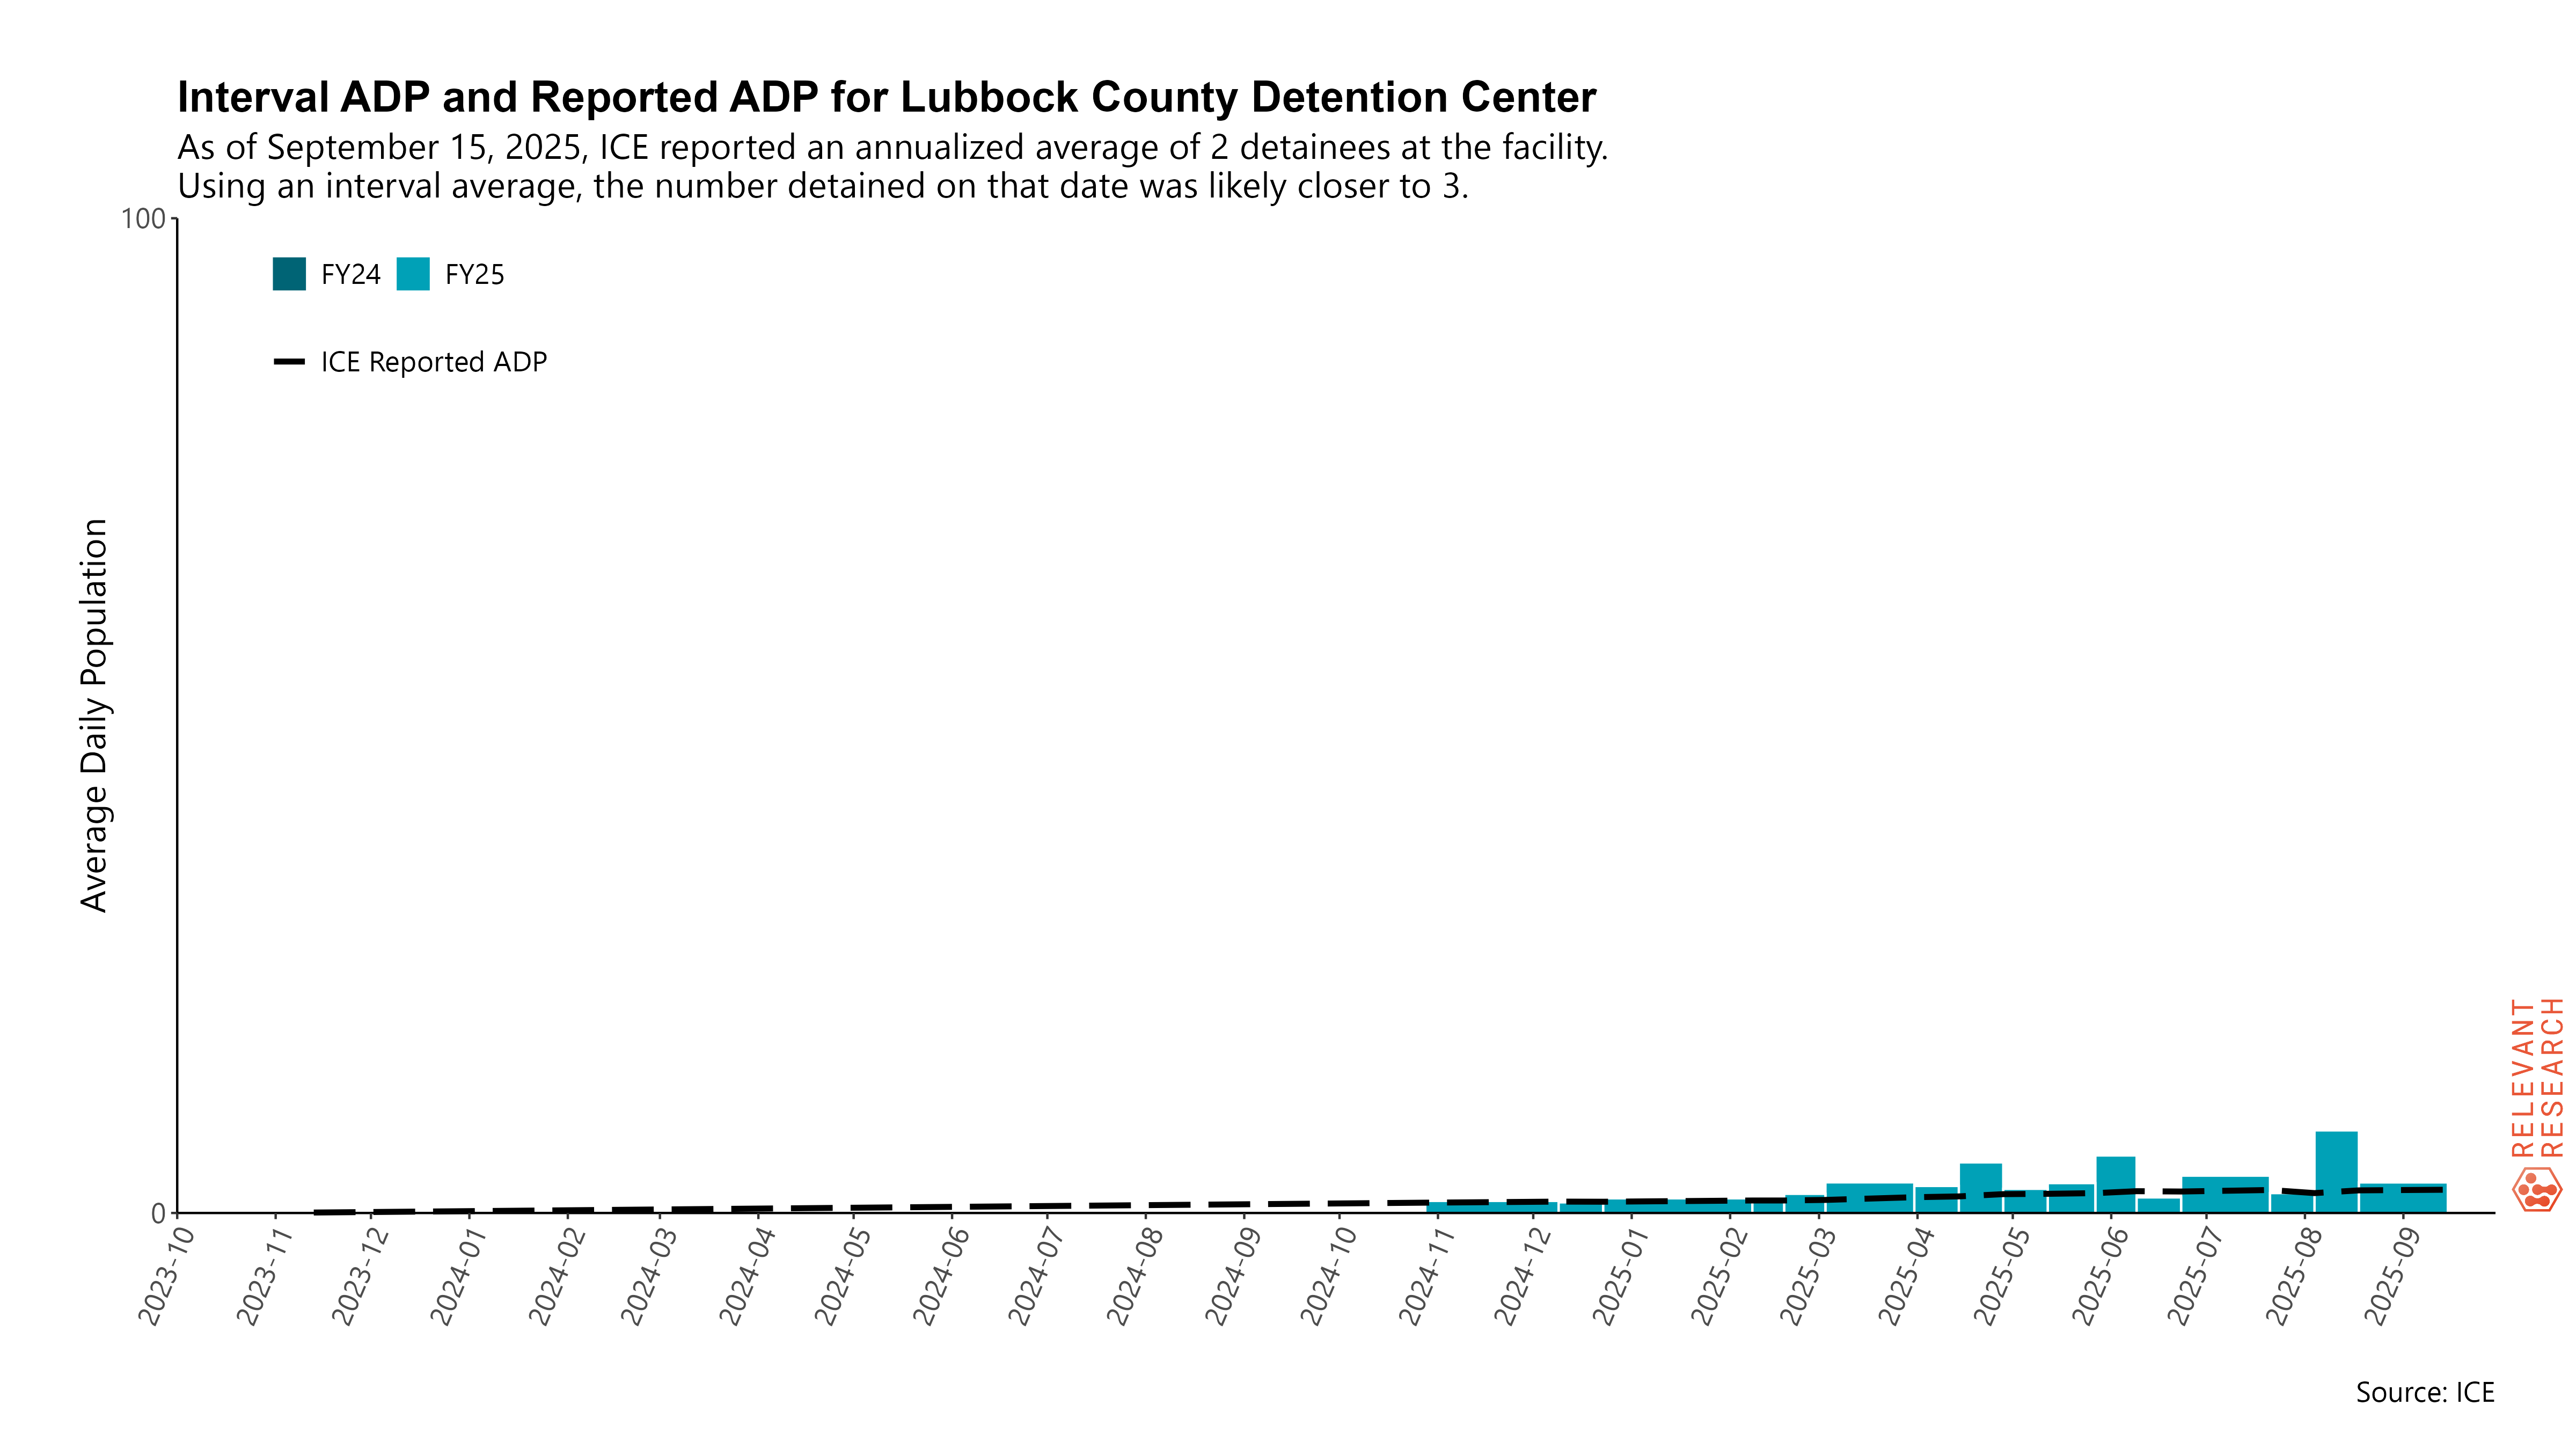 Interval ADP and Reported ADP for Lubbock County Detention Center
As of September 15, 2025, ICE reported an annualized average of 2 detainees at the facility.
Using an interval average, the number detained on that date was likely closer to 3.
100
FY24 FY25
ICE Reported ADP
Average Daily Population
0
2023-10
2023-11
2023-12
2024-01
2024-02
2024-03
2024-04
2024-05
2024-06
2024-07
2024-08
2024-09
2024-10
2024-11
2024-12
2025-01
2025-02
2025-03
2025-04
2025-05
2025-06
2025-07
2025-08
2025-09
RELEVANT
RESEARCH
Source: ICE